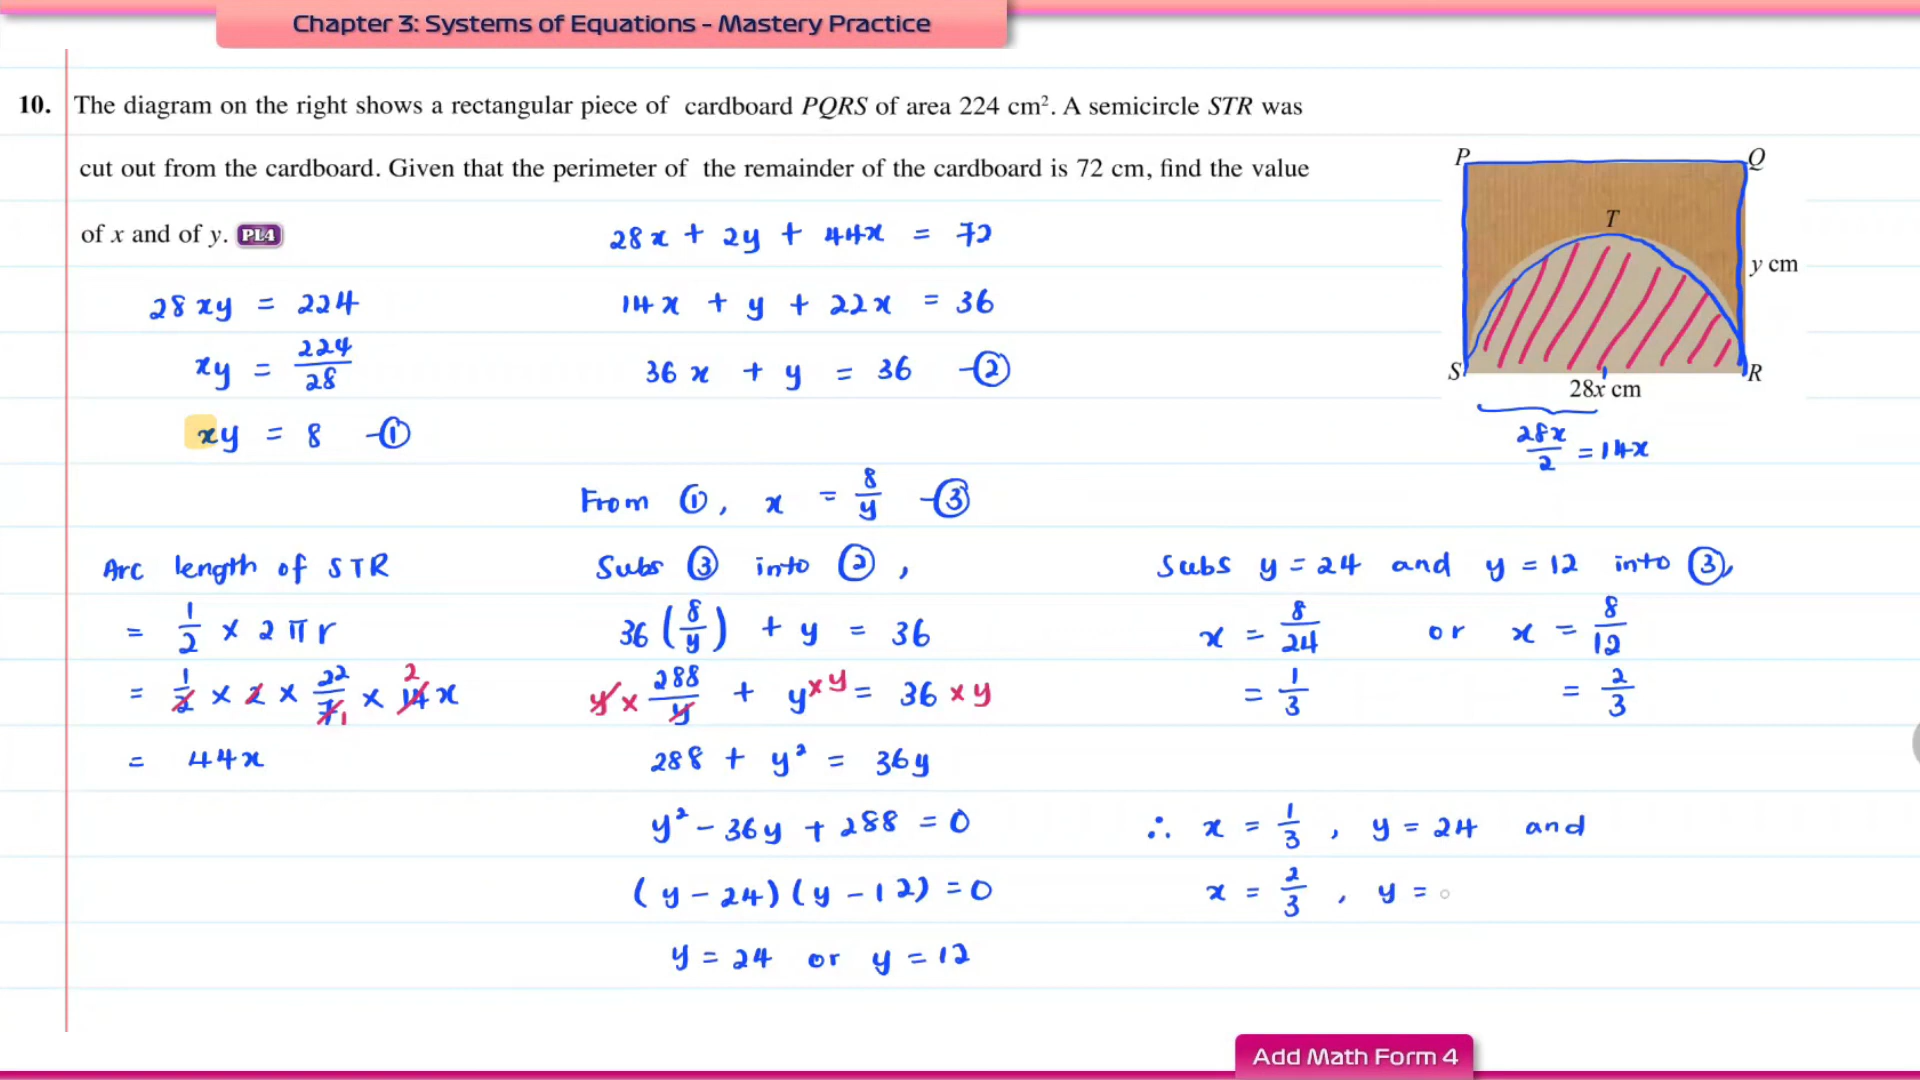 Chapter 3: Systems of Equations - Mastery Practice
10. The diagram on the right shows a rectangular piece of cardboard PQRS of area 224 cm². A semicircle STR was
cut out from the cardboard. Given that the perimeter of the remainder of the cardboard is 72 cm, find the value
of x and of y. PL4
P
Q
T
y cm
S
R
28x cm
28x/2 = 14x
28xy = 224
xy = 224/28
xy = 8 -①
Arc length of STR
= 1/2 × 2πr
= 1/2 × 2 × 22/7 1 × 14 2 x
= 44x
28x + 2y + 44x = 72
14x + y + 22x = 36
36x + y = 36 -②
From ①, x = 8/y -③
Subs ③ into ②,
36(8/y) + y = 36
y × 288/y + y × y = 36 × y
288 + y² = 36y
y² - 36y + 288 = 0
(y - 24)(y - 12) = 0
y = 24 or y = 12
Subs y = 24 and y = 12 into ③,
x = 8/24 or x = 8/12
= 1/3 = 2/3
∴ x = 1/3, y = 24 and
x = 2/3, y =
Add Math Form 4